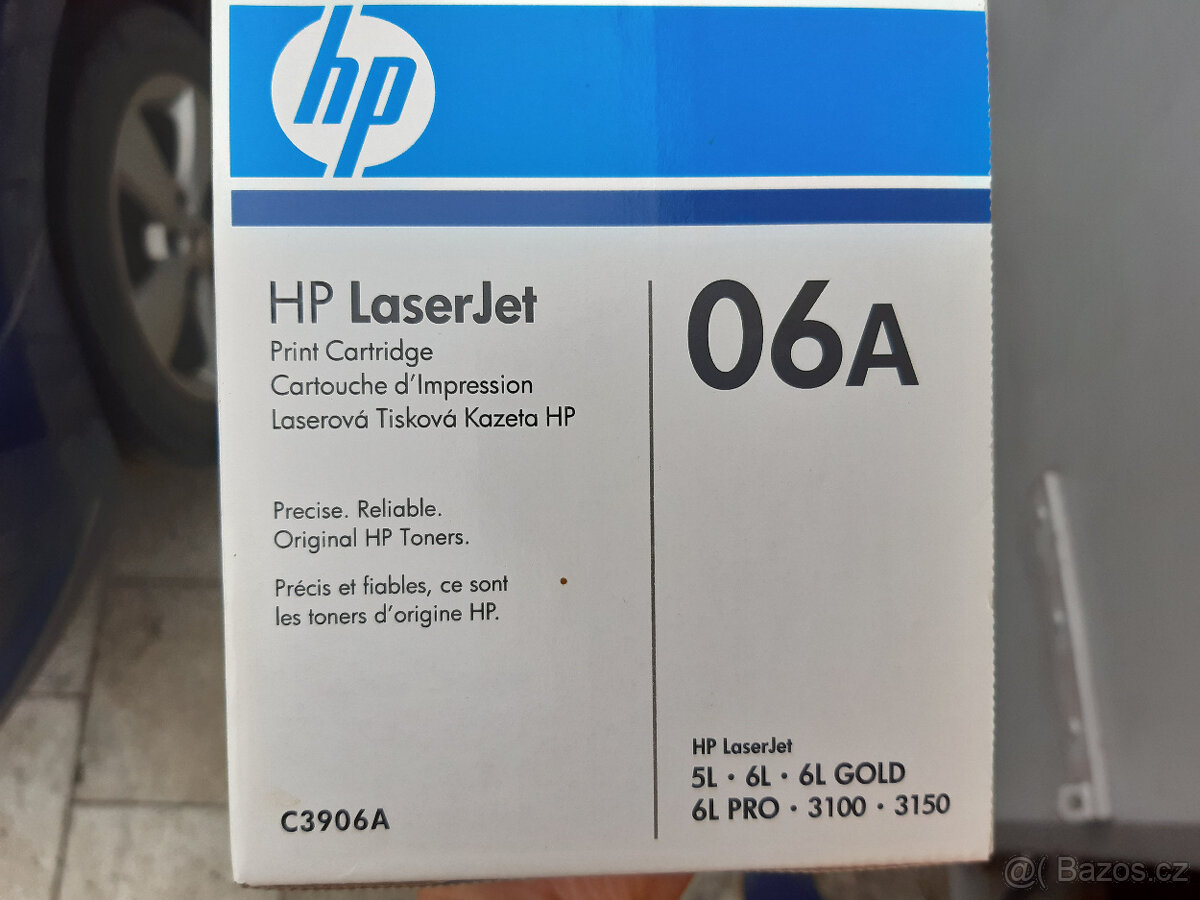 hp
HP LaserJet
Print Cartridge
Cartouche d'Impression
Laserová Tisková Kazeta HP
Precise. Reliable.
Original HP Toners.
Précis et fiables, ce sont
les toners d'origine HP.
C3906A
06A
HP LaserJet
5L • 6L • 6L GOLD
6L PRO • 3100 • 3150
@( Bazos.cz